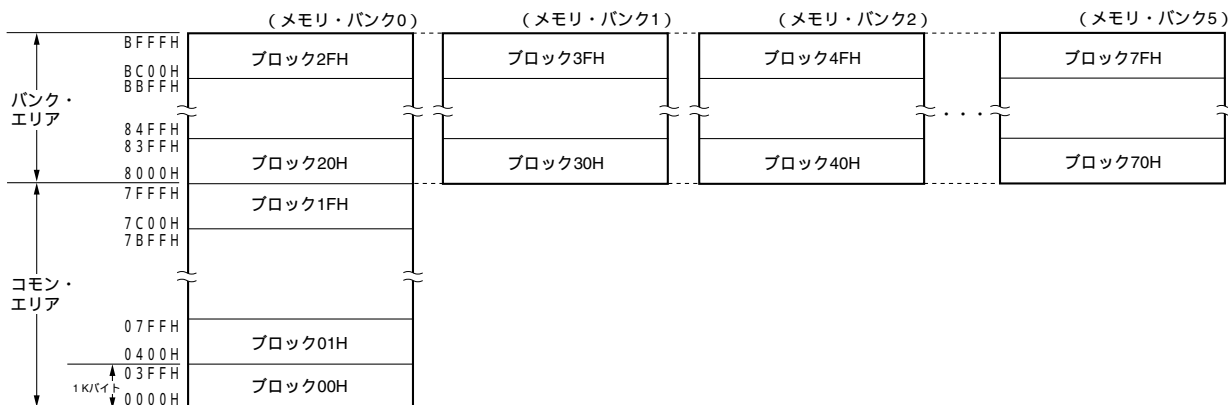 (メモリ・バンク0) (メモリ・バンク1) (メモリ・バンク2) (メモリ・バンク5)
BFFFH
ブロック2FH ブロック3FH ブロック4FH ブロック7FH
BC00H
BBFFH
バンク・
エリア
・・・
84FFH
83FFH
ブロック20H ブロック30H ブロック40H ブロック70H
8000H
7FFFH
ブロック1FH
7C00H
7BFFH
コモン・
エリア
07FFH
ブロック01H
0400H
03FFH
1 Kバイト
ブロック00H
0000H